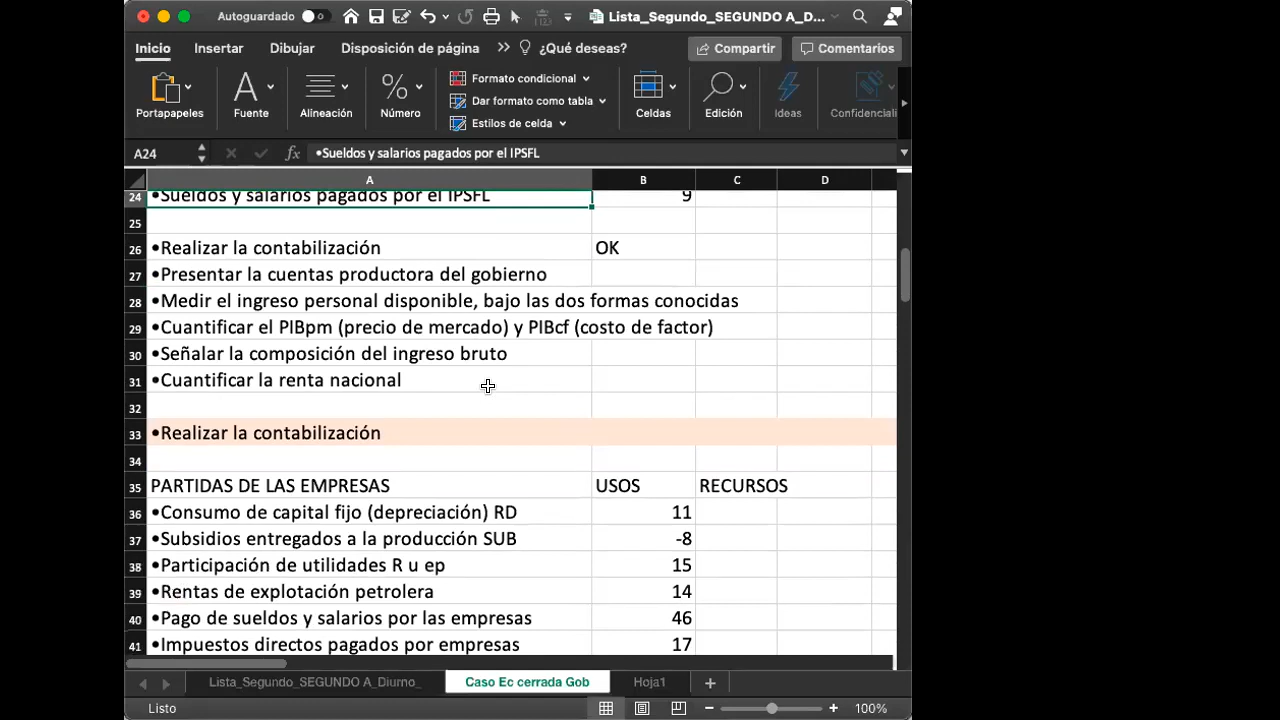 Autoguardado
Lista_Segundo_SEGUNDO A_D...
Inicio Insertar Dibujar Disposición de página >> ¿Qué deseas? Compartir Comentarios
Formato condicional
Dar formato como tabla
Estilos de celda
Portapapeles Fuente Alineación Número Celdas Edición Ideas Confidenciali
A24 fx •Sueldos y salarios pagados por el IPSFL
A B C D
24 •Sueldos y salarios pagados por el IPSFL 9
25
26 •Realizar la contabilización OK
27 •Presentar la cuentas productora del gobierno
28 •Medir el ingreso personal disponible, bajo las dos formas conocidas
29 •Cuantificar el PIBpm (precio de mercado) y PIBcf (costo de factor)
30 •Señalar la composición del ingreso bruto
31 •Cuantificar la renta nacional
32
33 •Realizar la contabilización
34
35 PARTIDAS DE LAS EMPRESAS USOS RECURSOS
36 •Consumo de capital fijo (depreciación) RD 11
37 •Subsidios entregados a la producción SUB -8
38 •Participación de utilidades R u ep 15
39 •Rentas de explotación petrolera 14
40 •Pago de sueldos y salarios por las empresas 46
41 •Impuestos directos pagados por empresas 17
Lista_Segundo_SEGUNDO A_Diurno_ Caso Ec cerrada Gob Hoja1 +
Listo 100%